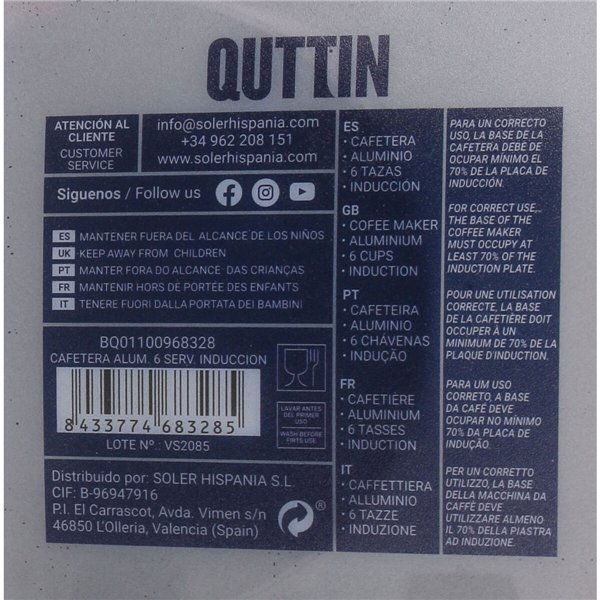 QUTTIN
ATENCIÓN AL
CLIENTE
CUSTOMER
SERVICE
info@solerhispania.com
+34 962 208 151
www.solerhispania.com
Siguenos / Follow us
ES MANTENER FUERA DEL ALCANCE DE LOS NIÑOS
UK KEEP AWAY FROM CHILDREN
PT MANTER FORA DO ALCANCE DAS CRIANÇAS
FR MANTENIR HORS DE PORTÉE DES ENFANTS
IT TENERE FUORI DALLA PORTATA DEI BAMBINI
BQ01100968328
CAFETERA ALUM. 6 SERV. INDUCCION
8 433774 683285
LOTE Nº.: VS2085
LAVAR ANTES
DEL PRIMER
USO
WASH BEFORE
FIRTS USE
Distribuido por: SOLER HISPANIA S.L.
CIF: B-96947916
P.I. El Carrascot, Avda. Vimen s/n
46850 L'Olleria, Valencia (Spain)
®
ES
· CAFETERA
· ALUMINIO
· 6 TAZAS
· INDUCCIÓN
PARA UN CORRECTO
USO, LA BASE DE LA
CAFETERA DEBE DE
OCUPAR MÍNIMO EL
70% DE LA PLACA DE
INDUCCIÓN.
GB
· COFEE MAKER
· ALUMINIUM
· 6 CUPS
· INDUCTION
FOR CORRECT USE,
THE BASE OF THE
COFFEE MAKER
MUST OCCUPY AT
LEAST 70% OF THE
INDUCTION PLATE.
PT
· CAFETEIRA
· ALUMINIO
· 6 CHÁVENAS
· INDUÇÃO
POUR UNE UTILISATION
CORRECTE, LA BASE DE
LA CAFETIÈRE DOIT
OCCUPER À UN
MINIMUM DE 70% DE LA
PLAQUE D'INDUCTION.
FR
· CAFETIÈRE
· ALUMINIUM
· 6 TASSES
· INDUCTION
PARA UM USO
CORRETO, A BASE
DA CAFÉ DEVE
OCUPAR NO MÍNIMO
70% DA PLACA DE
INDUÇÃO.
IT
· CAFFETTIERA
· ALUMINIO
· 6 TAZZE
· INDUZIONE
PER UN CORRETTO
UTILIZZO, LA BASE
DELLA MACCHINA DA
CAFFÈ DEVE
UTILIZZARE ALMENO
IL 70% DELLA PIASTRA
AD INDUZIONE.